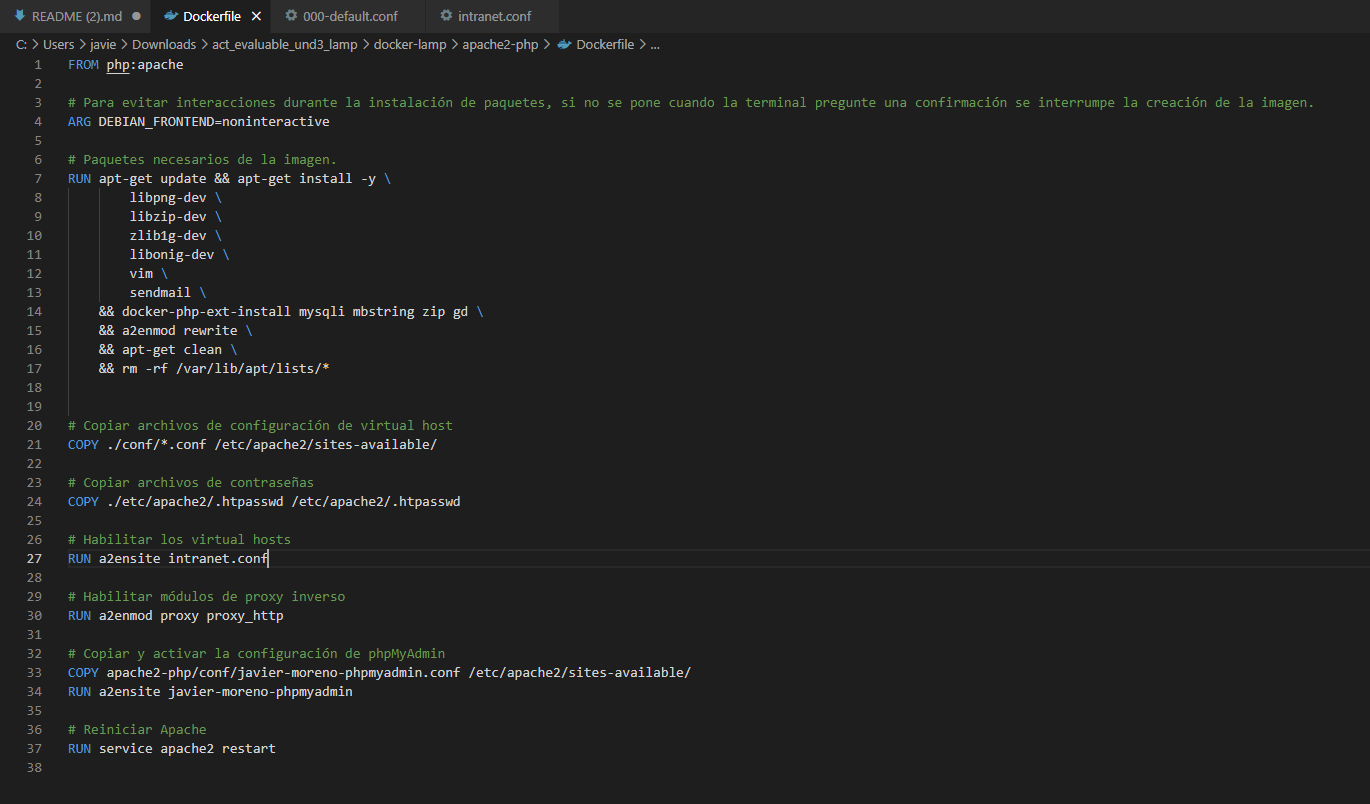 README (2).md ● Dockerfile × 000-default.conf intranet.conf
C: > Users > javie > Downloads > act_evaluable_und3_lamp > docker-lamp > apache2-php > Dockerfile > ...
1 FROM php:apache
2
3 # Para evitar interacciones durante la instalación de paquetes, si no se pone cuando la terminal pregunte una confirmación se interrumpe la creación de la imagen.
4 ARG DEBIAN_FRONTEND=noninteractive
5
6 # Paquetes necesarios de la imagen.
7 RUN apt-get update && apt-get install -y \
8 libpng-dev \
9 libzip-dev \
10 zlib1g-dev \
11 libonig-dev \
12 vim \
13 sendmail \
14 && docker-php-ext-install mysqli mbstring zip gd \
15 && a2enmod rewrite \
16 && apt-get clean \
17 && rm -rf /var/lib/apt/lists/*
18
19
20 # Copiar archivos de configuración de virtual host
21 COPY ./conf/*.conf /etc/apache2/sites-available/
22
23 # Copiar archivos de contraseñas
24 COPY ./etc/apache2/.htpasswd /etc/apache2/.htpasswd
25
26 # Habilitar los virtual hosts
27 RUN a2ensite intranet.conf
28
29 # Habilitar módulos de proxy inverso
30 RUN a2enmod proxy proxy_http
31
32 # Copiar y activar la configuración de phpMyAdmin
33 COPY apache2-php/conf/javier-moreno-phpmyadmin.conf /etc/apache2/sites-available/
34 RUN a2ensite javier-moreno-phpmyadmin
35
36 # Reiniciar Apache
37 RUN service apache2 restart
38